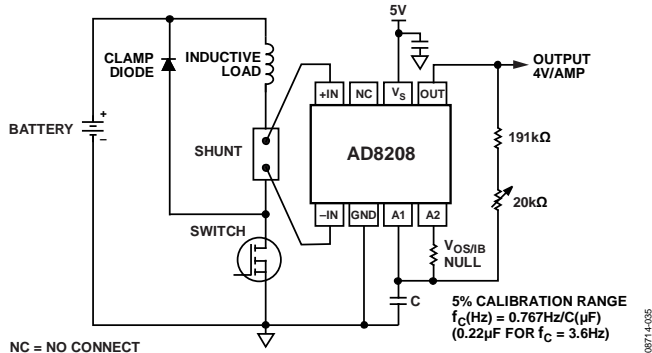 5V
CLAMP
DIODE
INDUCTIVE
LOAD
OUTPUT
4V/AMP
+IN
NC
VS
OUT
BATTERY
+
–
SHUNT
AD8208
191kΩ
20kΩ
–IN
GND
A1
A2
SWITCH
VOS/IB
NULL
C
5% CALIBRATION RANGE
fC(Hz) = 0.767Hz/C(µF)
(0.22µF FOR fC = 3.6Hz)
NC = NO CONNECT
08714-035